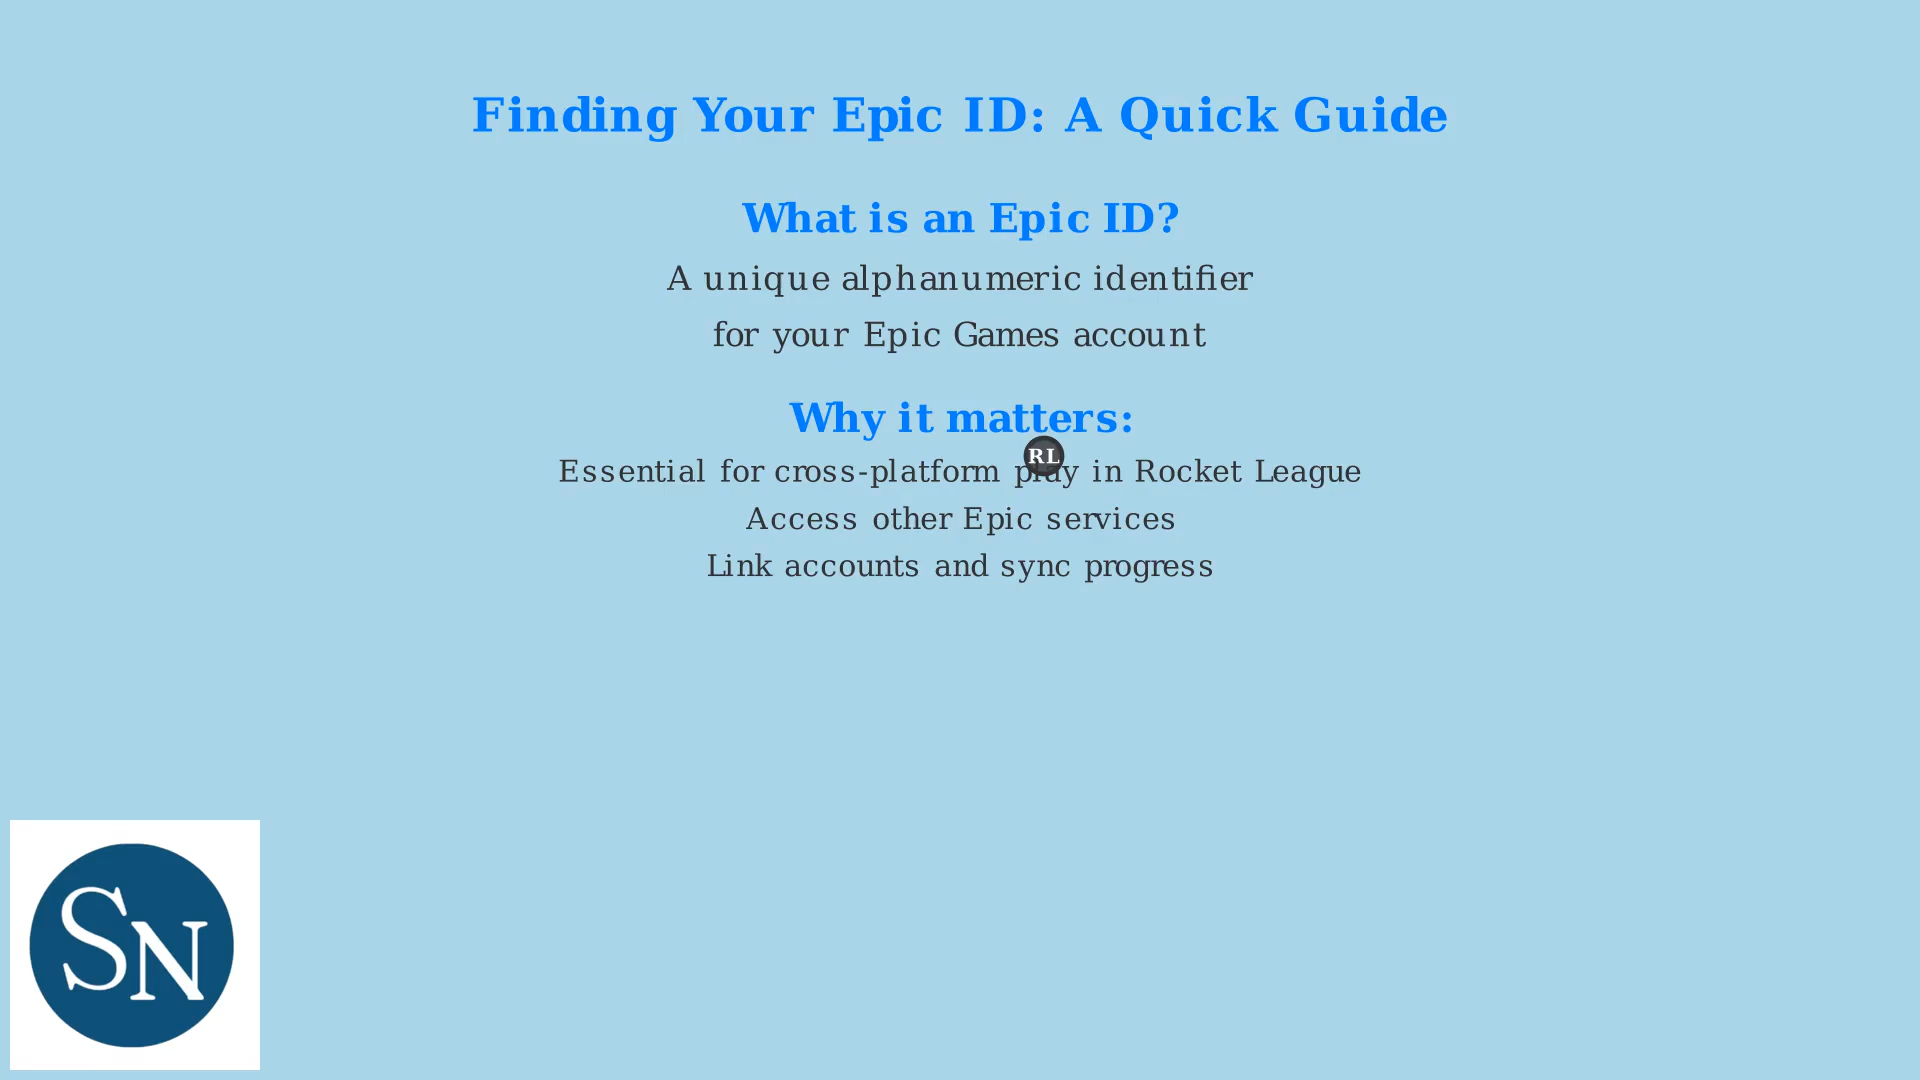 Finding Your Epic ID: A Quick Guide
What is an Epic ID?
A unique alphanumeric identifier
for your Epic Games account
Why it matters:
RL
Essential for cross-platform play in Rocket League
Access other Epic services
Link accounts and sync progress
SN